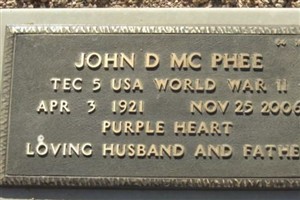 JOHN D MC PHEE
TEC 5 USA WORLD WAR II
APR 3 1921 NOV 25 2006
PURPLE HEART
LOVING HUSBAND AND FATHE